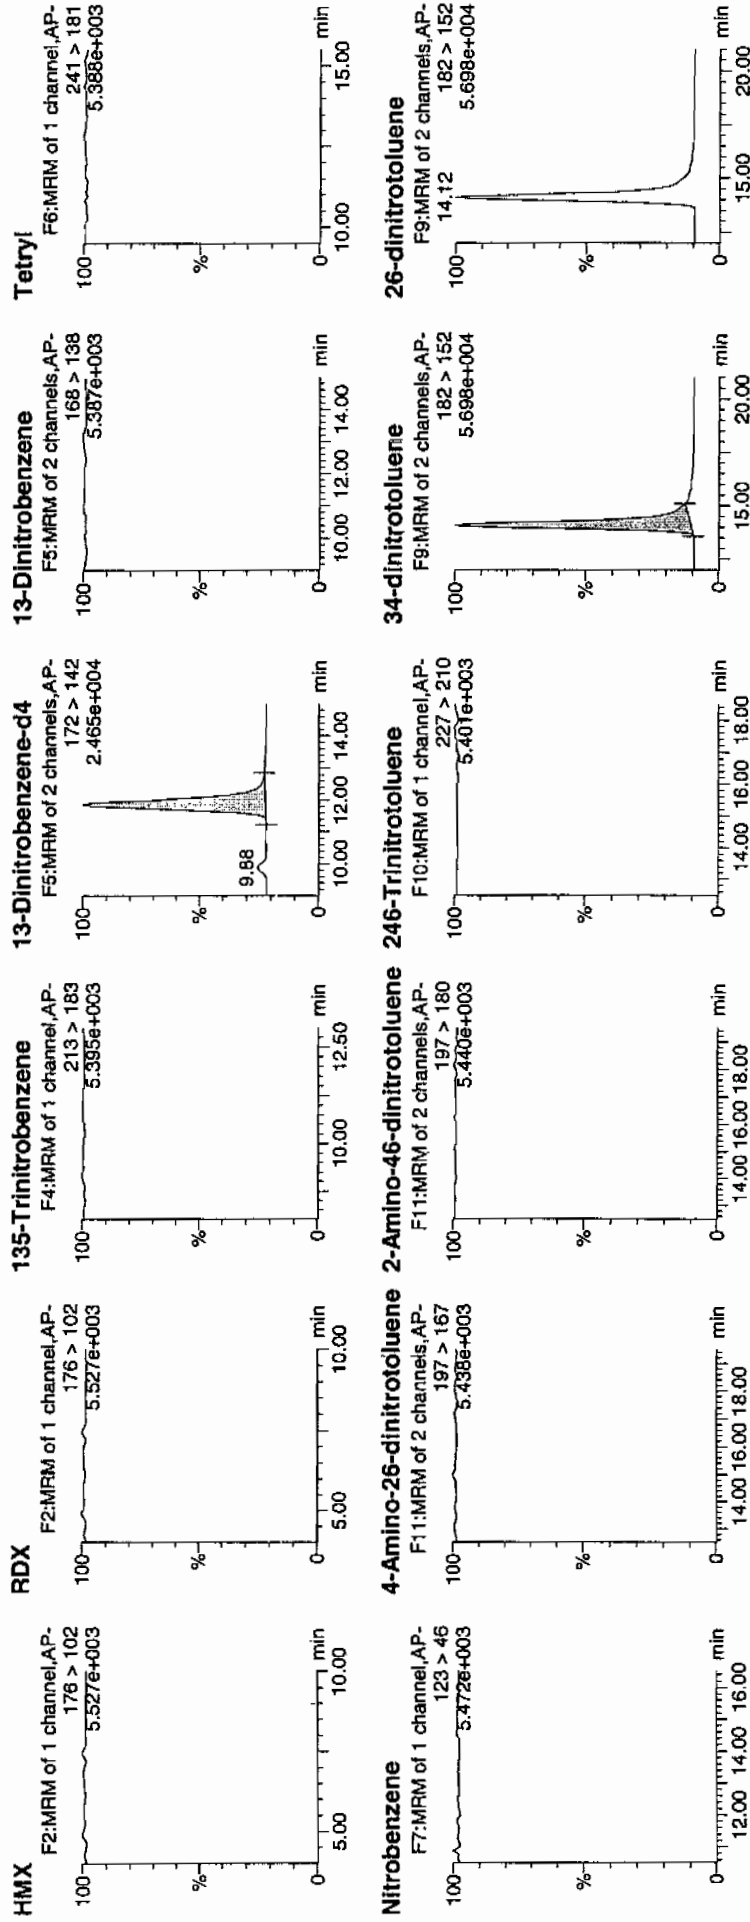 HMX
F2:MRM of 1 channel,AP-
176 > 102
5.527e+003
100
%
0
5.00
10.00
min
RDX
F2:MRM of 1 channel,AP-
176 > 102
5.527e+003
100
%
0
5.00
10.00
min
135-Trinitrobenzene
F4:MRM of 1 channel,AP-
213 > 183
5.395e+003
100
%
0
10.00
12.50
min
13-Dinitrobenzene-d4
F5:MRM of 2 channels,AP-
172 > 142
2.465e+004
100
9.88
%
0
10.00
12.00
14.00
min
13-Dinitrobenzene
F5:MRM of 2 channels,AP-
168 > 138
5.387e+003
100
%
0
10.00
12.00
14.00
min
Tetryl
F6:MRM of 1 channel,AP-
241 > 181
5.388e+003
100
%
0
10.00
15.00
min
Nitrobenzene
F7:MRM of 1 channel,AP-
123 > 46
5.472e+003
100
%
0
12.00
14.00
16.00
min
4-Amino-26-dinitrotoluene
F11:MRM of 2 channels,AP-
197 > 167
5.438e+003
100
%
0
14.00
16.00
18.00
min
2-Amino-46-dinitrotoluene
F11:MRM of 2 channels,AP-
197 > 180
5.440e+003
100
%
0
14.00
16.00
18.00
min
246-Trinitrotoluene
F10:MRM of 1 channel,AP-
227 > 210
5.401e+003
100
%
0
14.00
16.00
18.00
min
34-dinitrotoluene
F9:MRM of 2 channels,AP-
182 > 152
5.698e+004
100
%
0
15.00
20.00
min
26-dinitrotoluene
F9:MRM of 2 channels,AP-
14.12
182 > 152
5.698e+004
100
%
0
15.00
20.00
min